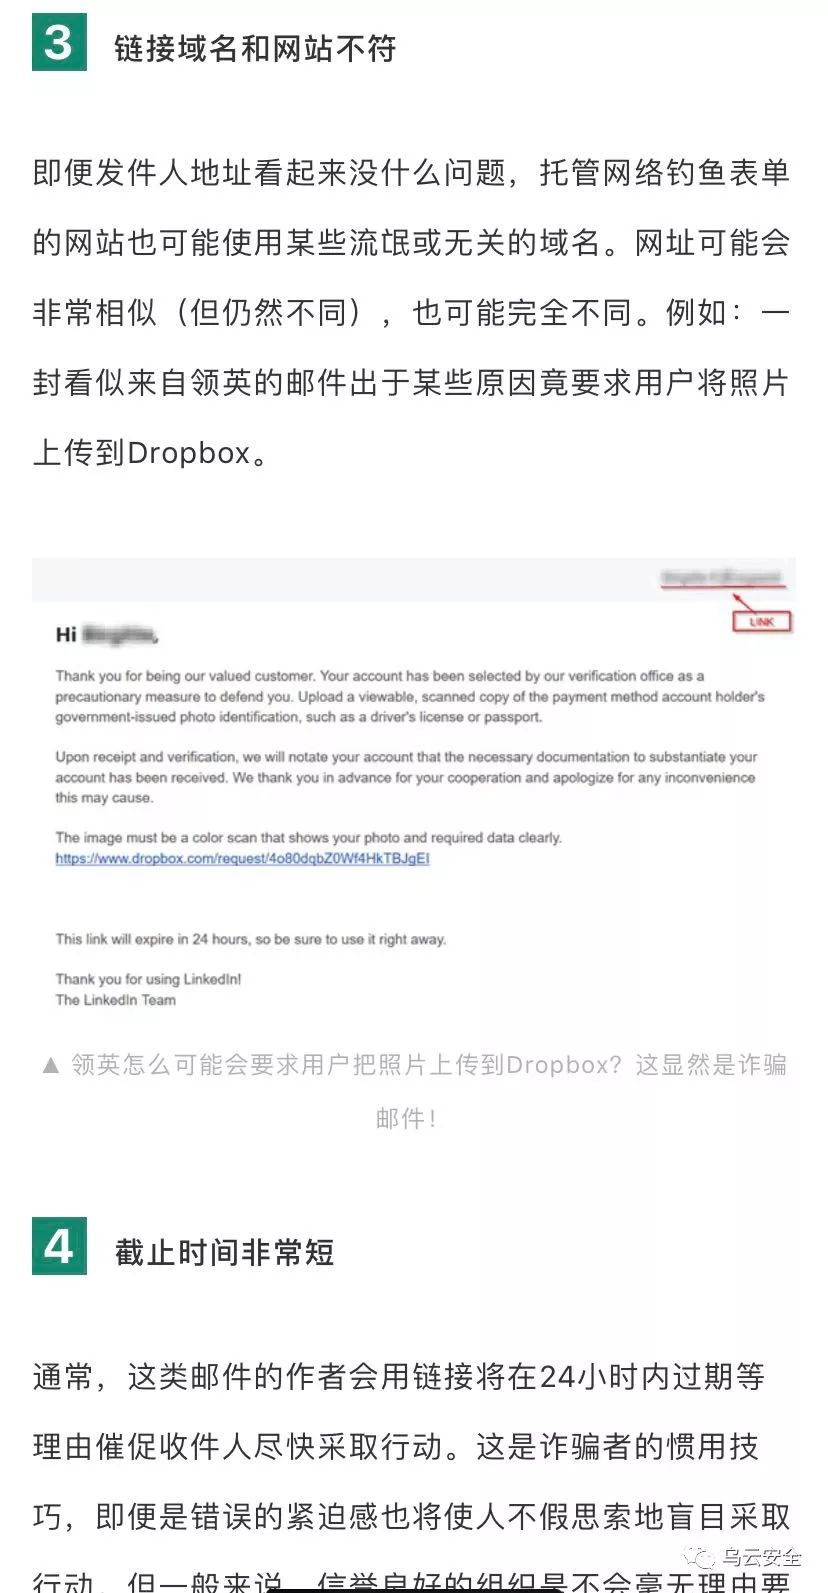 3 链接域名和网站不符
即便发件人地址看起来没什么问题，托管网络钓鱼表单
的网站也可能使用某些流氓或无关的域名。网址可能会
非常相似（但仍然不同），也可能完全不同。例如：一
封看似来自领英的邮件出于某些原因竟要求用户将照片
上传到Dropbox。
LINK
Hi
Thank you for being our valued customer. Your account has been selected by our verification office as a
precautionary measure to defend you. Upload a viewable, scanned copy of the payment method account holder's
government-issued photo identification, such as a driver's license or passport.
Upon receipt and verification, we will notate your account that the necessary documentation to substantiate your
account has been received. We thank you in advance for your cooperation and apologize for any inconvenience
this may cause.
The image must be a color scan that shows your photo and required data clearly.
https://www.dropbox.com/request/4o80dqbZ0Wf4HkTBJgEI
This link will expire in 24 hours, so be sure to use it right away.
Thank you for using LinkedIn!
The LinkedIn Team
▲ 领英怎么可能会要求用户把照片上传到Dropbox？这显然是诈骗
邮件！
4 截止时间非常短
通常，这类邮件的作者会用链接将在24小时内过期等
理由催促收件人尽快采取行动。这是诈骗者的惯用技
巧，即便是错误的紧迫感也将使人不假思索地盲目采取
行动。但一般来说，信誉良好的组织是不会毫无理由要
乌云安全